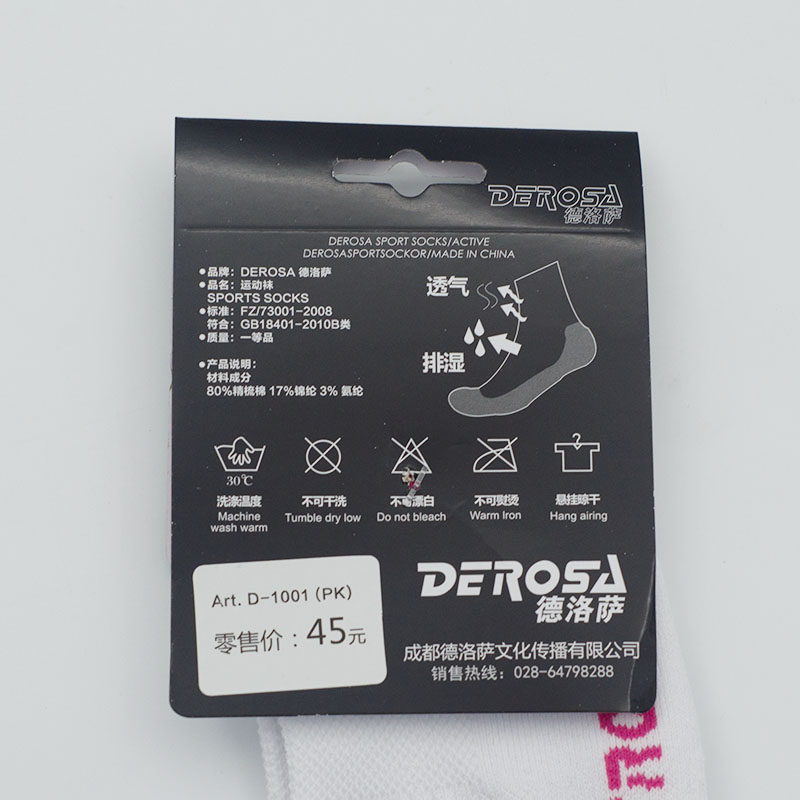 DEROSA
德洛萨
DEROSA SPORT SOCKS/ACTIVE
DEROSASPORTSOCKOR/MADE IN CHINA
●品牌：DEROSA 德洛萨
●品名：运动袜
SPORTS SOCKS
●标准：FZ/73001-2008
符合：GB18401-2010B类
●质量：一等品
●产品说明：
材料成分
80%精梳棉 17%锦纶 3% 氨纶
透气
排湿
30℃
洗涤温度
Machine
wash warm
不可干洗
Tumble dry low
不可漂白
Do not bleach
不可熨烫
Warm Iron
悬挂晾干
Hang airing
Art. D-1001 (PK)
零售价：45元
DEROSA
德洛萨
成都德洛萨文化传播有限公司
销售热线：028-64798288
RO